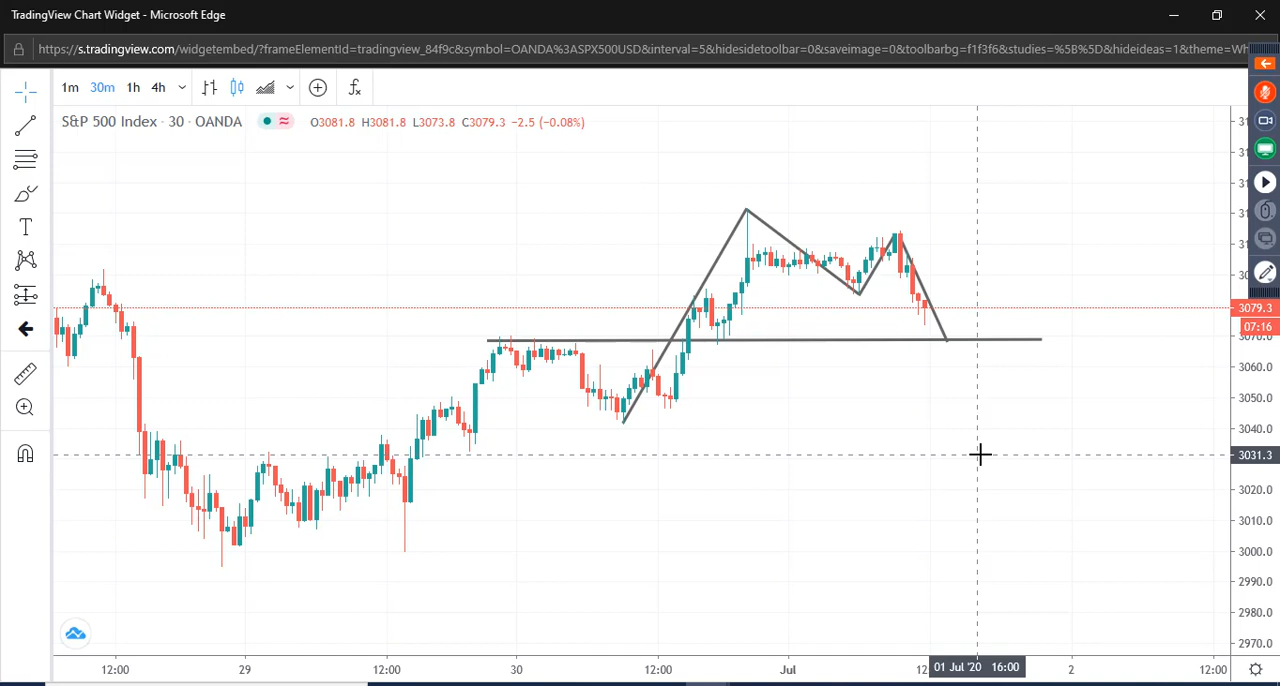 TradingView Chart Widget - Microsoft Edge
https://s.tradingview.com/widgetembed/?frameElementId=tradingview_84f9c&symbol=OANDA%3ASPX500USD&interval=5&hidesidetoolbar=0&saveimage=0&toolbarbg=f1f3f6&studies=%5B%5D&hideideas=1&theme=Wh
1m 30m 1h 4h
S&P 500 Index · 30 · OANDA O3081.8 H3081.8 L3073.8 C3079.3 −2.5 (−0.08%)
T
3079.3
07:16
3070.0
3060.0
3050.0
3040.0
3031.3
3020.0
3010.0
3000.0
2990.0
2980.0
2970.0
12:00 29 12:00 30 12:00 Jul 01 Jul '20 16:00 2 12:00